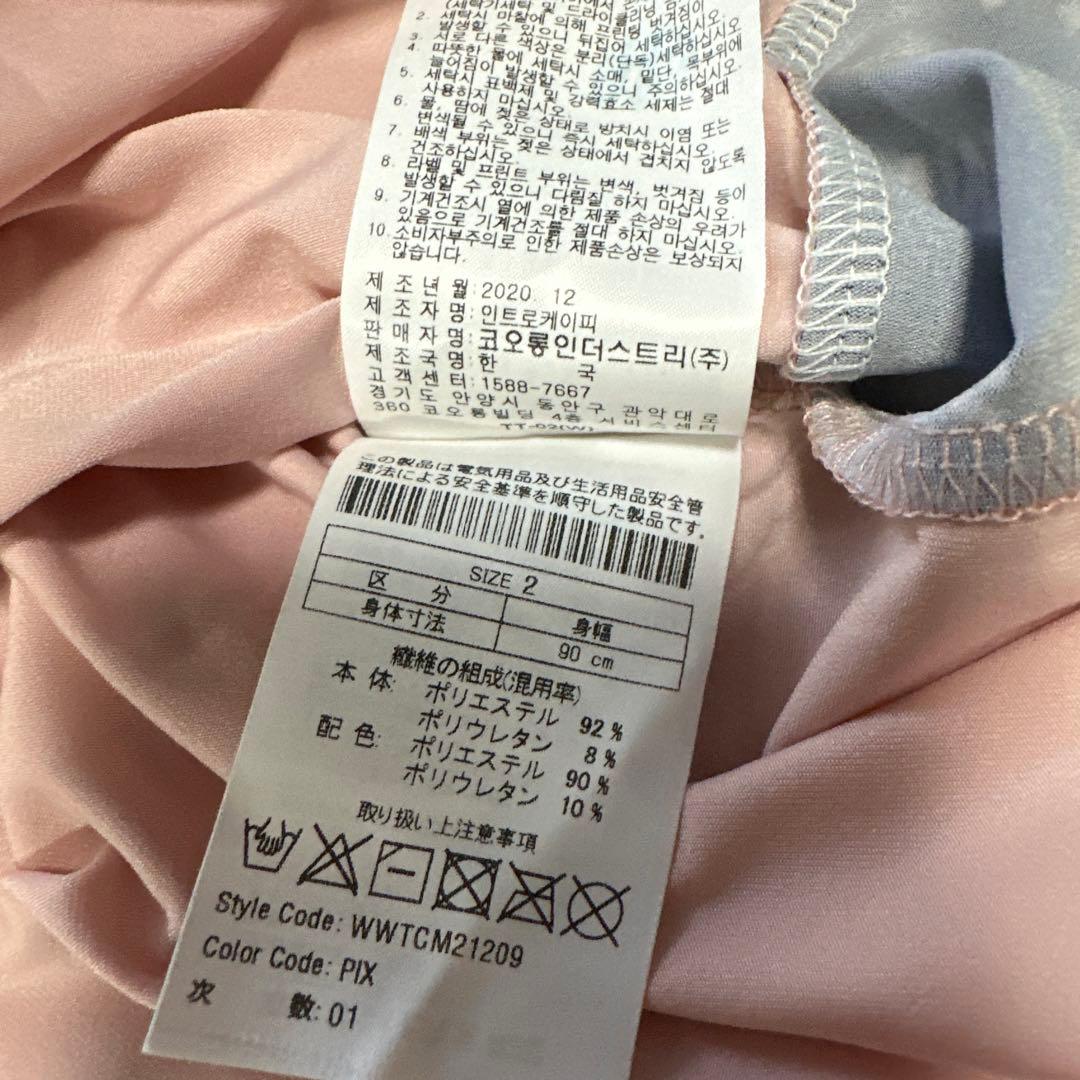 2. 세탁시 마찰에 의해 프린팅 벗겨짐이
발생할 수 있으니 뒤집어 세탁하십시오.
3. 서로 다른 색상은 분리(단독)세탁하십시오.
4. 따뜻한 물에 세탁시 소매, 밑단, 목부위에
늘어짐이 발생할 수 있으니 주의하십시오.
5. 세탁시 표백제 및 강력효소 세제는 절대
사용하지 마십시오.
6. 물, 땀에 젖은 상태로 방치시 이염 또는
변색될 수 있으니 즉시 세탁하십시오.
7. 배색 부위는 젖은 상태에서 겹치지 않도록
건조하십시오.
8. 라벨 및 프린트 부위는 변색, 벗겨짐 등이
발생할 수 있으니 다림질 하지 마십시오.
9. 기계건조시 열에 의한 제품 손상의 우려가
있음으로 기계건조를 절대 하지 마십시오.
10. 소비자부주의로 인한 제품손상은 보상되지
않습니다.
제 조 년 월: 2020. 12
제 조 자 명: 인트로케이피
판 매 자 명: 코오롱인더스트리(주)
제 조 국 명: 한 국
고 객 센 터: 1588-7667
경기도 안양시 동안구 관악대로
360 코오롱빌딩 4층 서비스센터
TT-02(W)
この製品は電気用品及び生活用品安全管
理法による安全基準を順守した製品です.
SIZE 2
区 分 身幅
身体寸法 90 cm
繊維の組成(混用率)
本 体: ポリエステル 92 %
ポリウレタン 8 %
配 色: ポリエステル 90 %
ポリウレタン 10 %
取り扱い上注意事項
Style Code: WWTCM21209
Color Code: PIX
次 数: 01